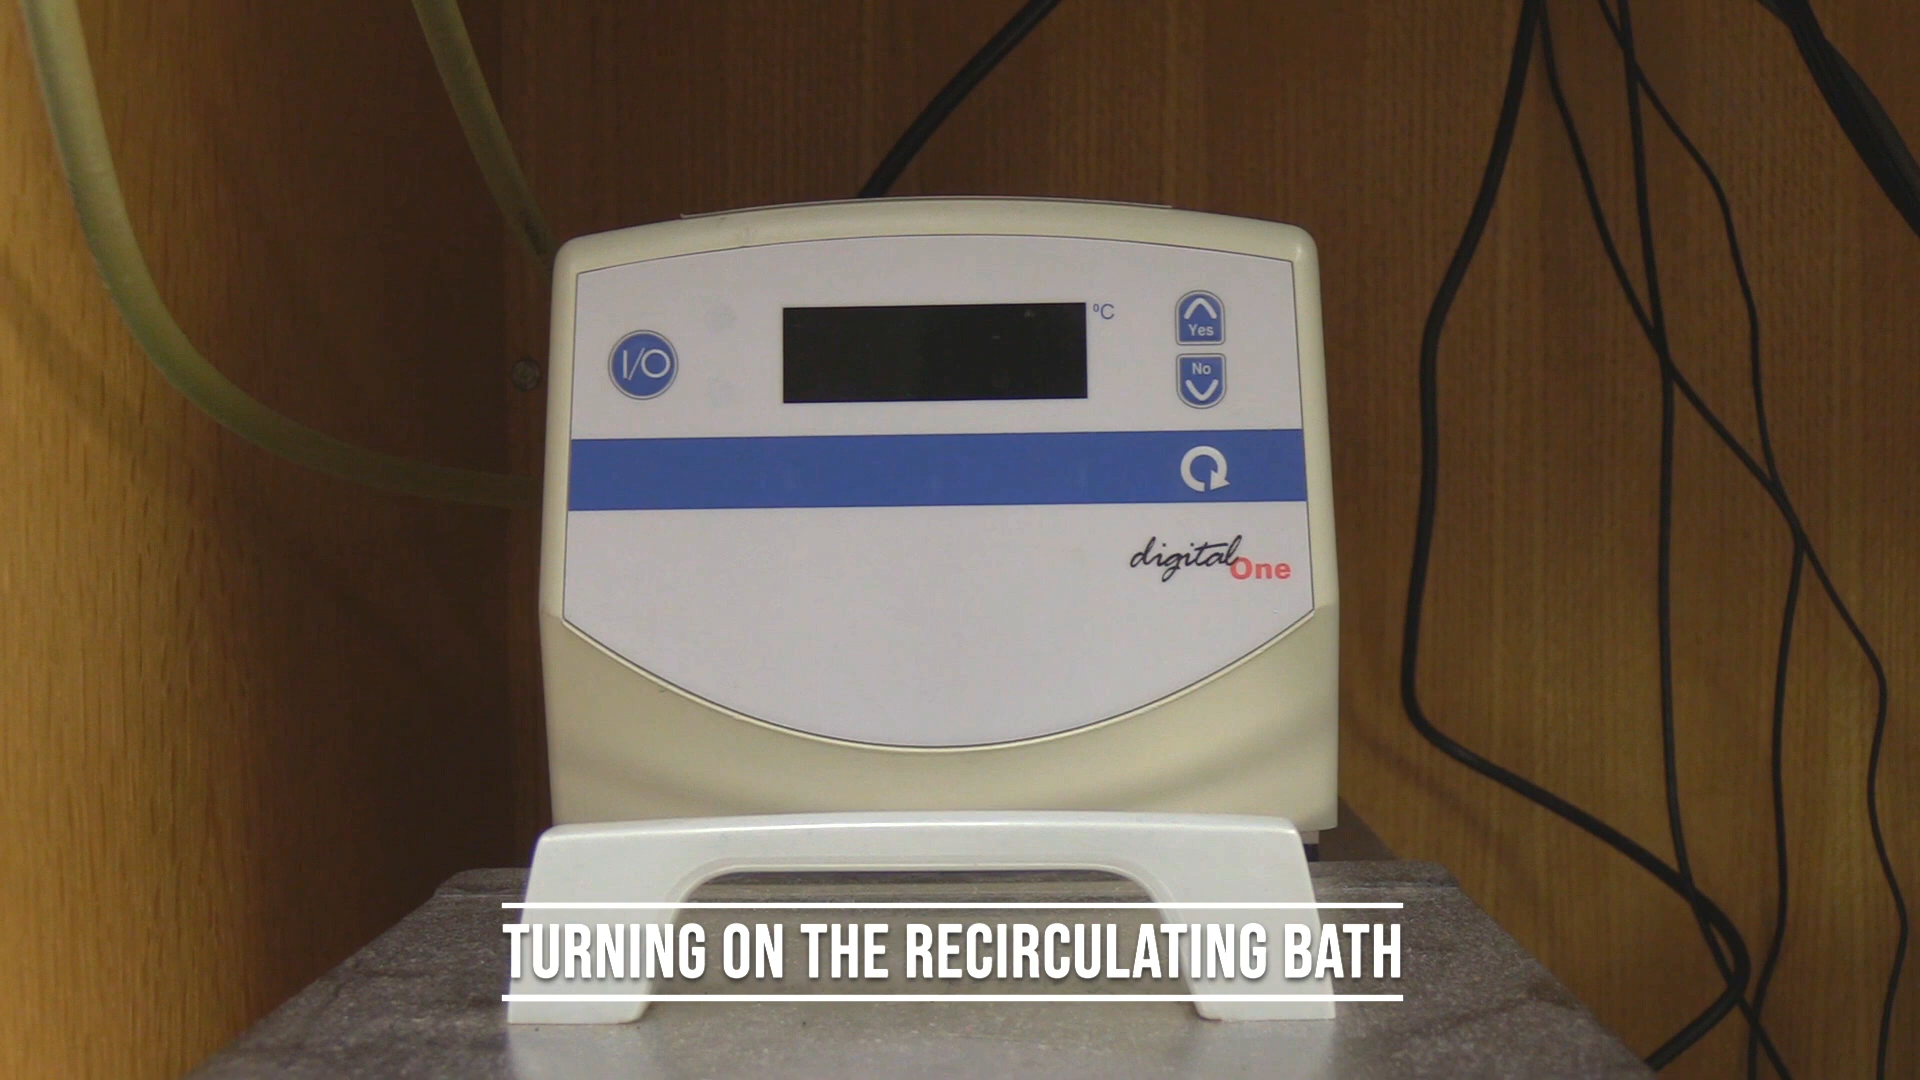 I/O
°C
Yes
No
digital One
TURNING ON THE RECIRCULATING BATH